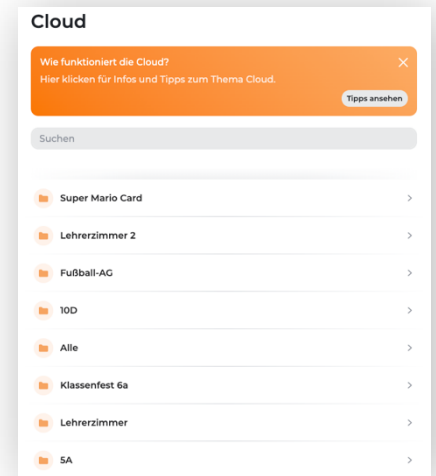 Cloud
Wie funktioniert die Cloud?
Hier klicken für Infos und Tipps zum Thema Cloud.
Tipps ansehen
Suchen
Super Mario Card
Lehrerzimmer 2
Fußball-AG
10D
Alle
Klassenfest 6a
Lehrerzimmer
5A